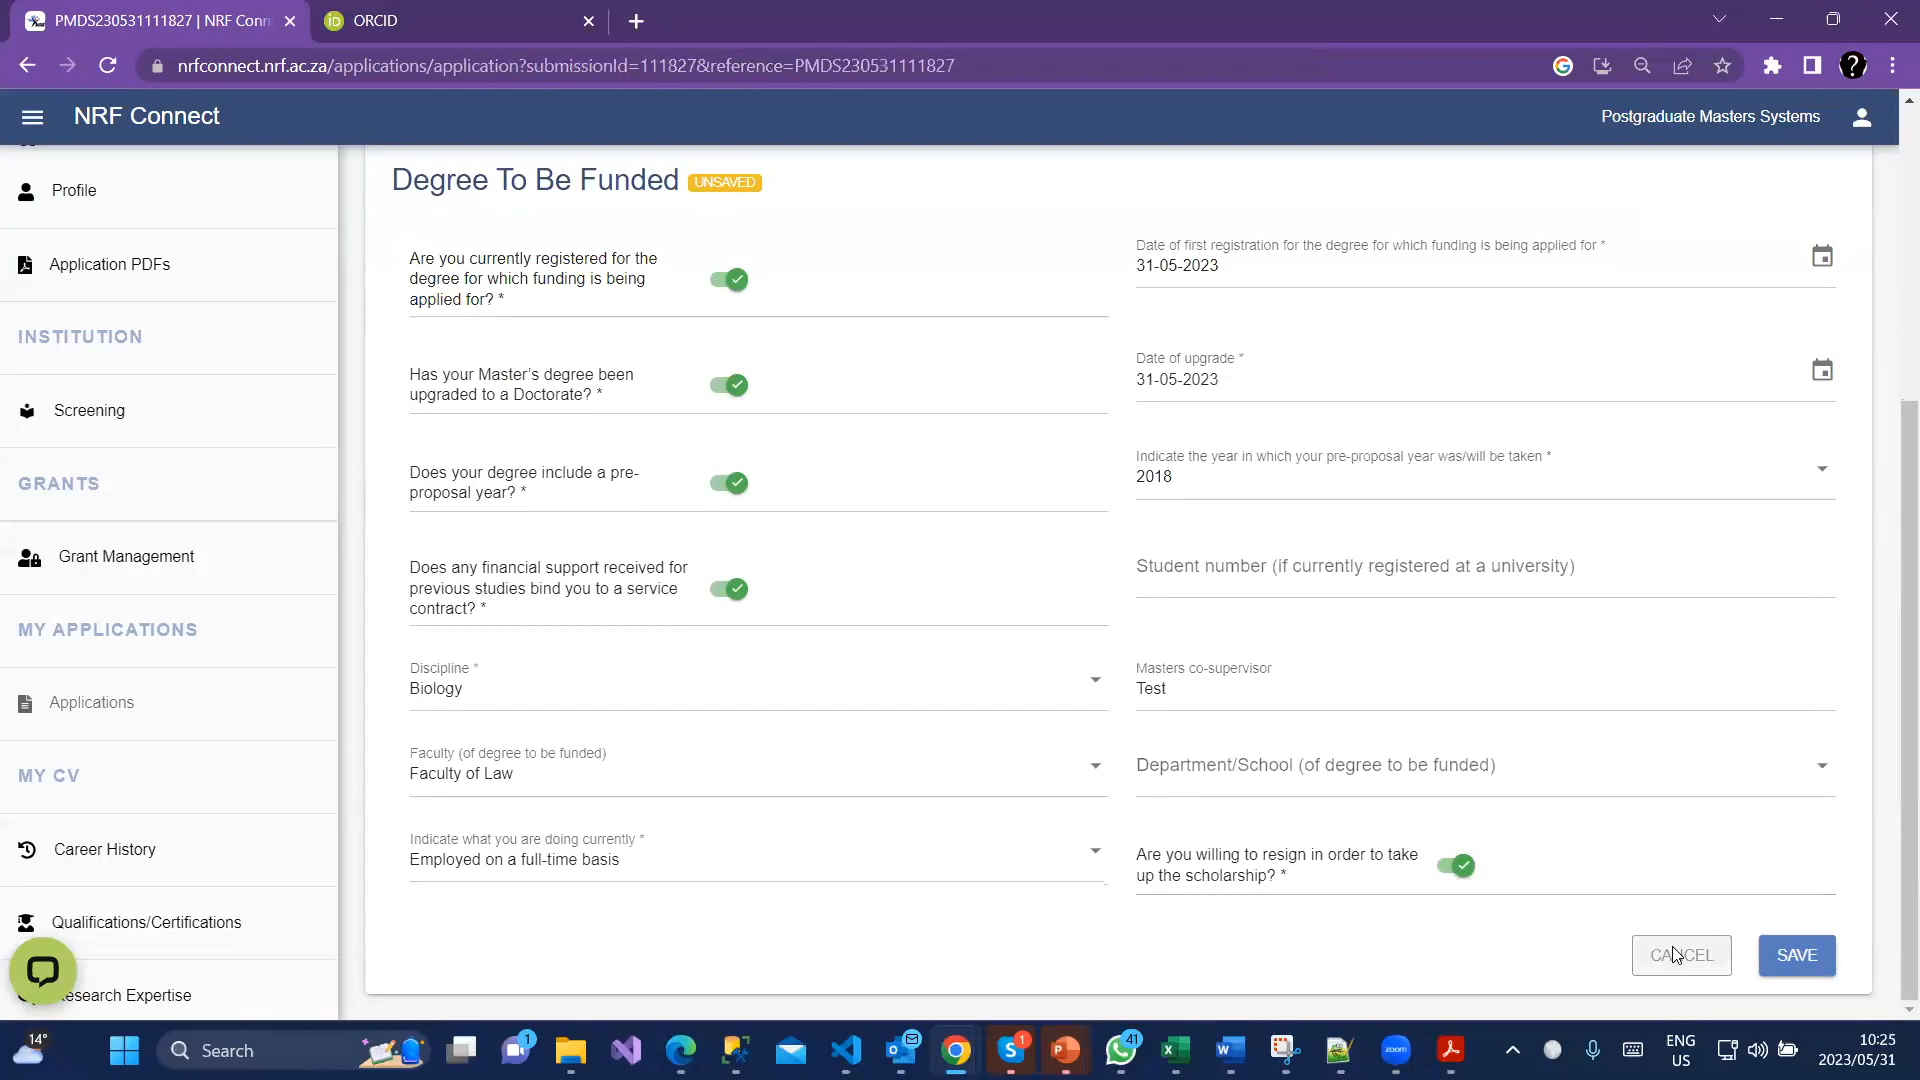 PMDS230531111827 | NRF Conn
ORCID
nrfconnect.nrf.ac.za/applications/application?submissionId=111827&reference=PMDS230531111827
NRF Connect
Postgraduate Masters Systems
Profile
Application PDFs
INSTITUTION
Screening
GRANTS
Grant Management
MY APPLICATIONS
Applications
MY CV
Career History
Qualifications/Certifications
Research Expertise
Degree To Be Funded UNSAVED
Are you currently registered for the
degree for which funding is being
applied for? *
Date of first registration for the degree for which funding is being applied for *
31-05-2023
Has your Master's degree been
upgraded to a Doctorate? *
Date of upgrade *
31-05-2023
Does your degree include a pre-
proposal year? *
Indicate the year in which your pre-proposal year was/will be taken *
2018
Does any financial support received for
previous studies bind you to a service
contract? *
Student number (if currently registered at a university)
Discipline *
Biology
Masters co-supervisor
Test
Faculty (of degree to be funded)
Faculty of Law
Department/School (of degree to be funded)
Indicate what you are doing currently *
Employed on a full-time basis
Are you willing to resign in order to take
up the scholarship? *
CANCEL
SAVE
14°
Search
1
1
41
zoom
ENG
US
10:25
2023/05/31